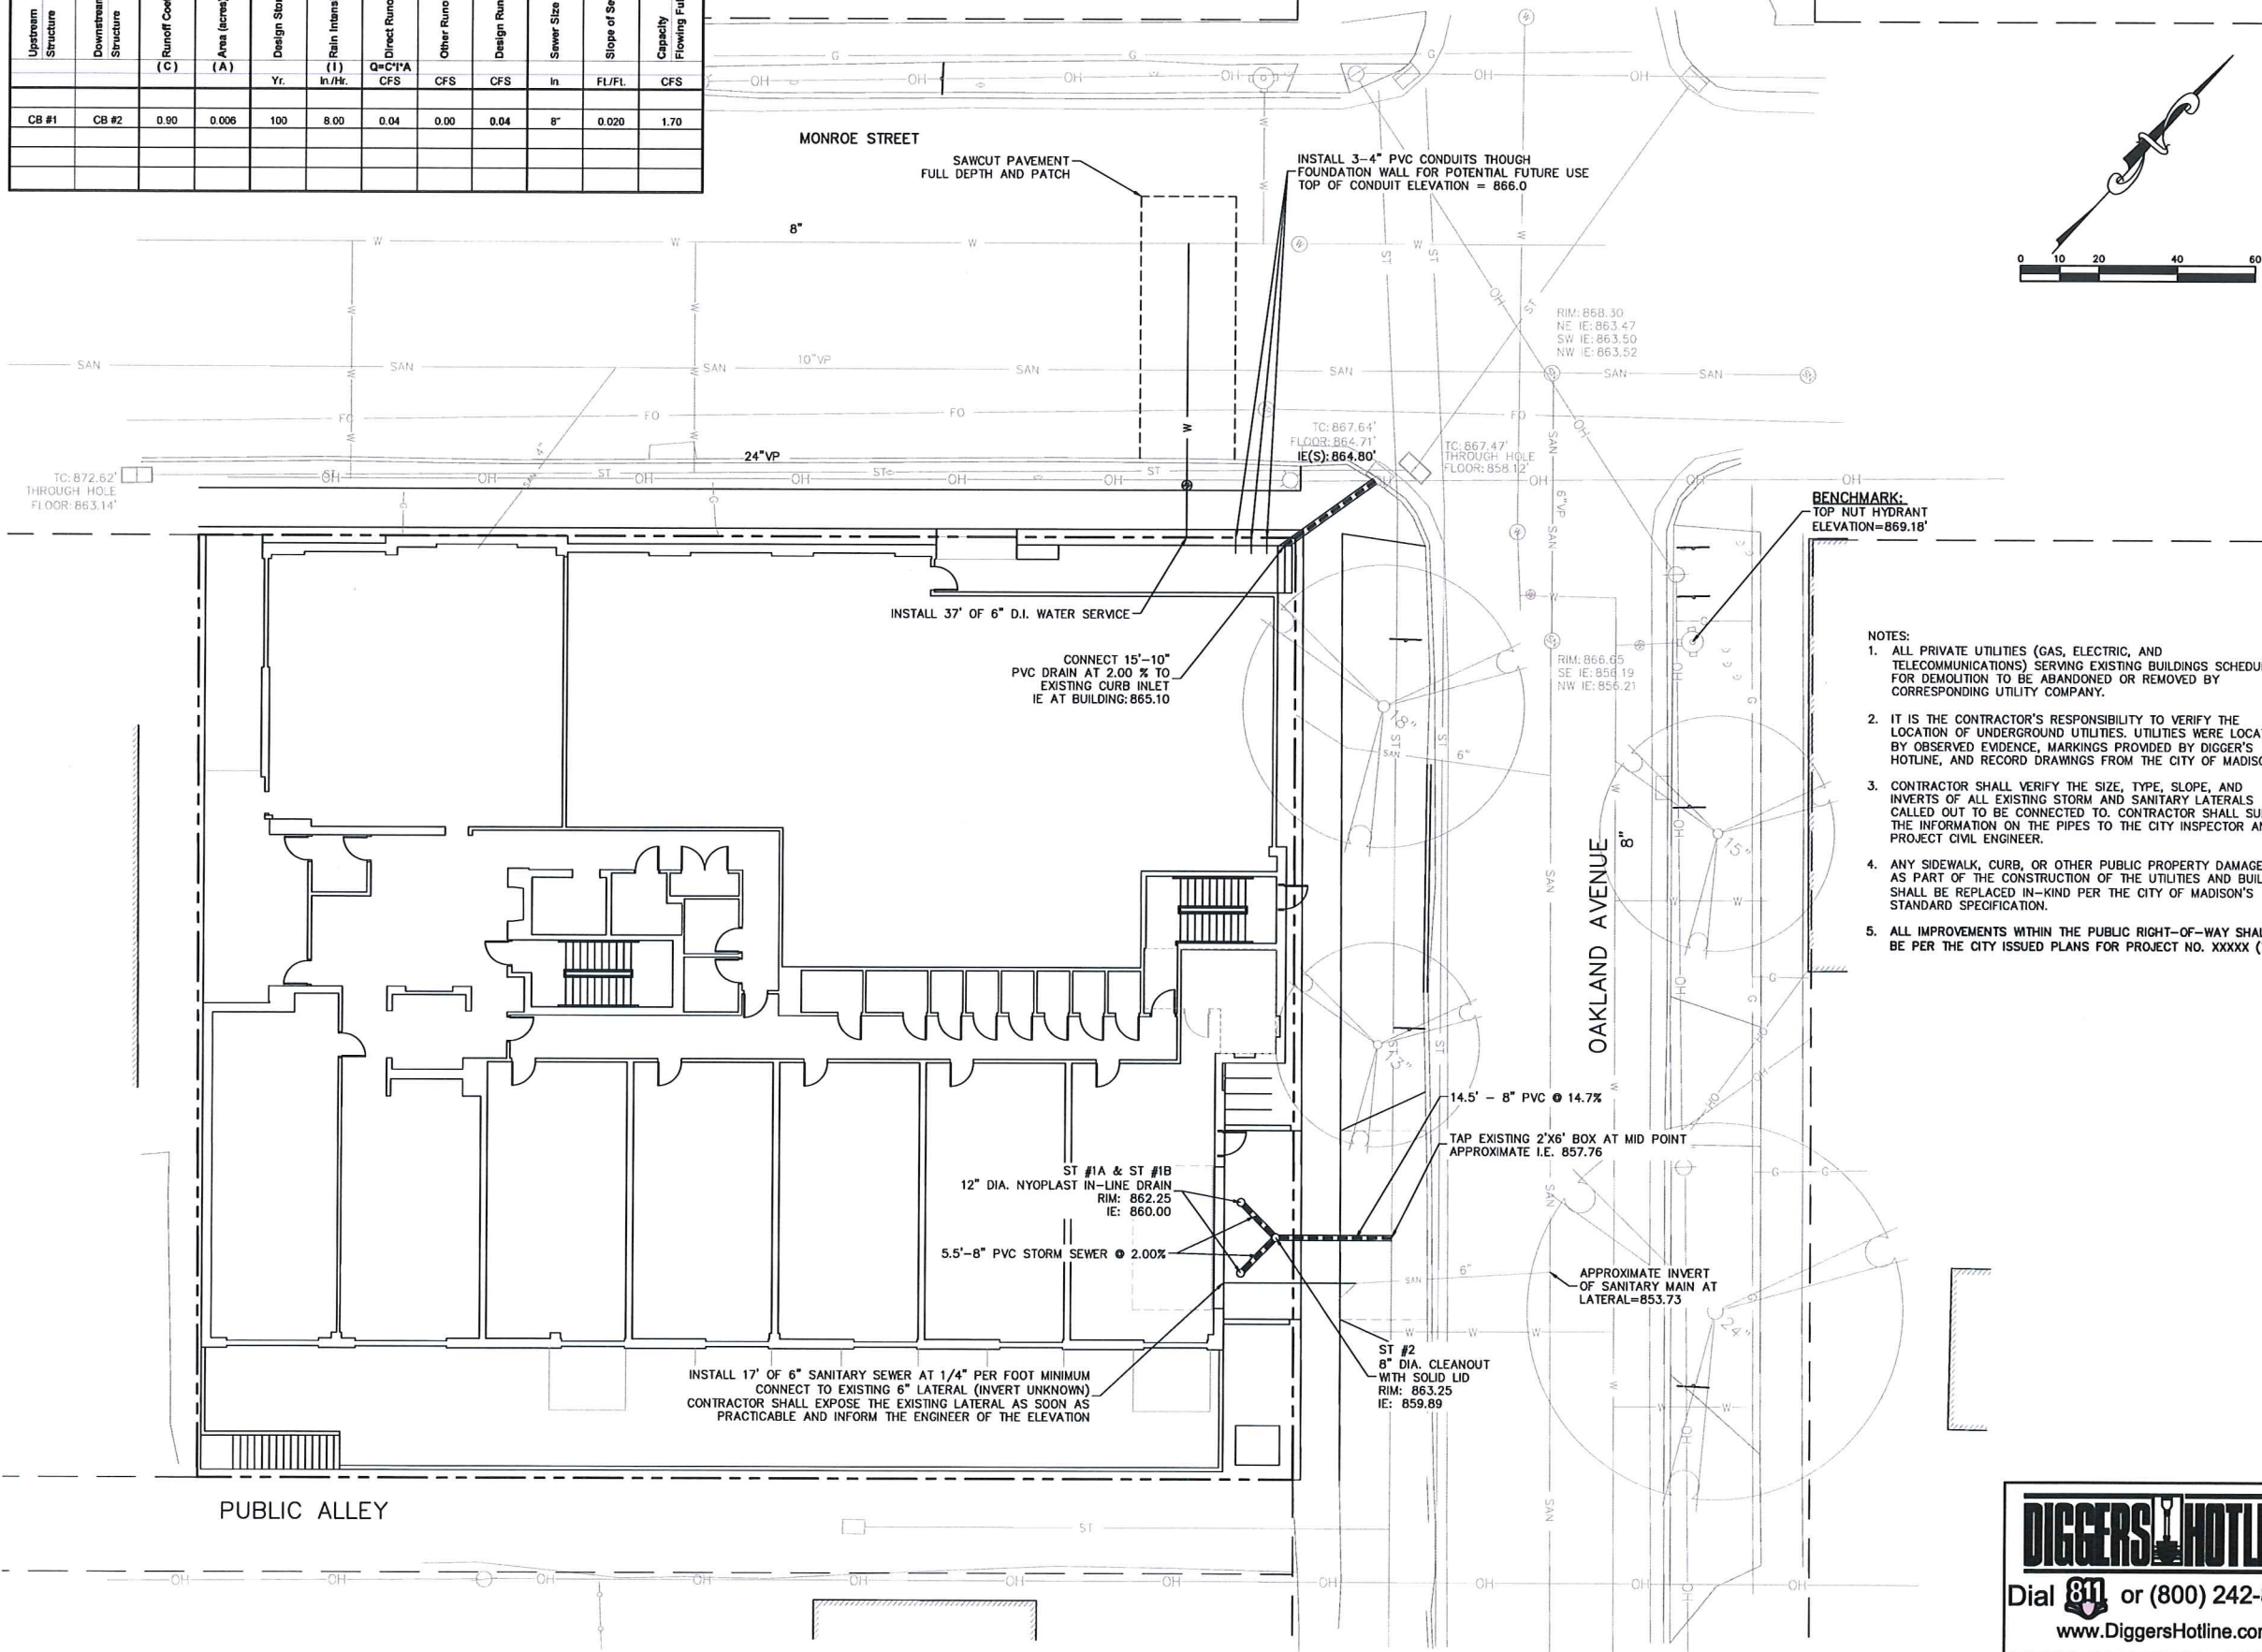 Upstream
Structure
Downstream
Structure
Runoff
(C)
Area (acres)
(A)
Design
Yr.
Rain
(I)
In./Hr.
Direct
Q=C*I*A
CFS
Other
CFS
Design
CFS
Sewer Size
In
Slope of
Ft./Ft.
Capacity
Flowing
CFS
CB #1 CB #2 0.90 0.006 100 8.00 0.04 0.00 0.04 8" 0.020 1.70
MONROE STREET
SAWCUT PAVEMENT
FULL DEPTH AND PATCH
INSTALL 3-4" PVC CONDUITS THOUGH
FOUNDATION WALL FOR POTENTIAL FUTURE USE
TOP OF CONDUIT ELEVATION = 866.0
0 10 20 40 60
8"
RIM: 868.30
NE IE: 863.47
SW IE: 863.50
NW IE: 863.52
10"VP
24"VP
TC: 872.62'
THROUGH HOLE
FLOOR: 863.14'
TC: 867.64'
FLOOR: 864.71'
IE(S): 864.80'
TC: 867.47'
THROUGH HOLE
FLOOR: 858.12'
6"VP
BENCHMARK:
TOP NUT HYDRANT
ELEVATION=869.18'
INSTALL 37' OF 6" D.I. WATER SERVICE
CONNECT 15'-10"
PVC DRAIN AT 2.00 % TO
EXISTING CURB INLET
IE AT BUILDING: 865.10
RIM: 866.65
SE IE: 856.19
NW IE: 856.21
NOTES:
1. ALL PRIVATE UTILITIES (GAS, ELECTRIC, AND
TELECOMMUNICATIONS) SERVING EXISTING BUILDINGS
FOR DEMOLITION TO BE ABANDONED OR REMOVED BY
CORRESPONDING UTILITY COMPANY.
2. IT IS THE CONTRACTOR'S RESPONSIBILITY TO VERIFY THE
LOCATION OF UNDERGROUND UTILITIES. UTILITIES WERE
BY OBSERVED EVIDENCE, MARKINGS PROVIDED BY DIGGER'S
HOTLINE, AND RECORD DRAWINGS FROM THE CITY OF
3. CONTRACTOR SHALL VERIFY THE SIZE, TYPE, SLOPE, AND
INVERTS OF ALL EXISTING STORM AND SANITARY LATERALS
CALLED OUT TO BE CONNECTED TO. CONTRACTOR SHALL
THE INFORMATION ON THE PIPES TO THE CITY INSPECTOR
PROJECT CIVIL ENGINEER.
4. ANY SIDEWALK, CURB, OR OTHER PUBLIC PROPERTY
AS PART OF THE CONSTRUCTION OF THE UTILITIES AND
SHALL BE REPLACED IN-KIND PER THE CITY OF MADISON'S
STANDARD SPECIFICATION.
5. ALL IMPROVEMENTS WITHIN THE PUBLIC RIGHT-OF-WAY
BE PER THE CITY ISSUED PLANS FOR PROJECT NO. XXXXX
18"
6"
15"
OAKLAND AVENUE
8"
13"
14.5' - 8" PVC @ 14.7%
TAP EXISTING 2'X6' BOX AT MID POINT
APPROXIMATE I.E. 857.76
ST #1A & ST #1B
12" DIA. NYOPLAST IN-LINE DRAIN
RIM: 862.25
IE: 860.00
5.5'-8" PVC STORM SEWER @ 2.00%
6"
APPROXIMATE INVERT
OF SANITARY MAIN AT
LATERAL=853.73
24"
ST #2
8" DIA. CLEANOUT
WITH SOLID LID
RIM: 863.25
IE: 859.89
INSTALL 17' OF 6" SANITARY SEWER AT 1/4" PER FOOT MINIMUM
CONNECT TO EXISTING 6" LATERAL (INVERT UNKNOWN)
CONTRACTOR SHALL EXPOSE THE EXISTING LATERAL AS SOON AS
PRACTICABLE AND INFORM THE ENGINEER OF THE ELEVATION
PUBLIC ALLEY
DIGGERS
Dial 811 or (800) 242-
www.DiggersHotline.com